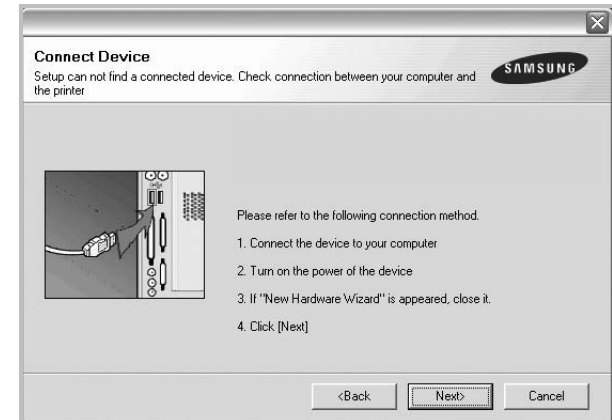 Connect Device
Setup can not find a connected device. Check connection between your computer and
the printer
SAMSUNG
Please refer to the following connection method.
1. Connect the device to your computer
2. Turn on the power of the device
3. If "New Hardware Wizard" is appeared, close it.
4. Click [Next]
<Back
Next>
Cancel